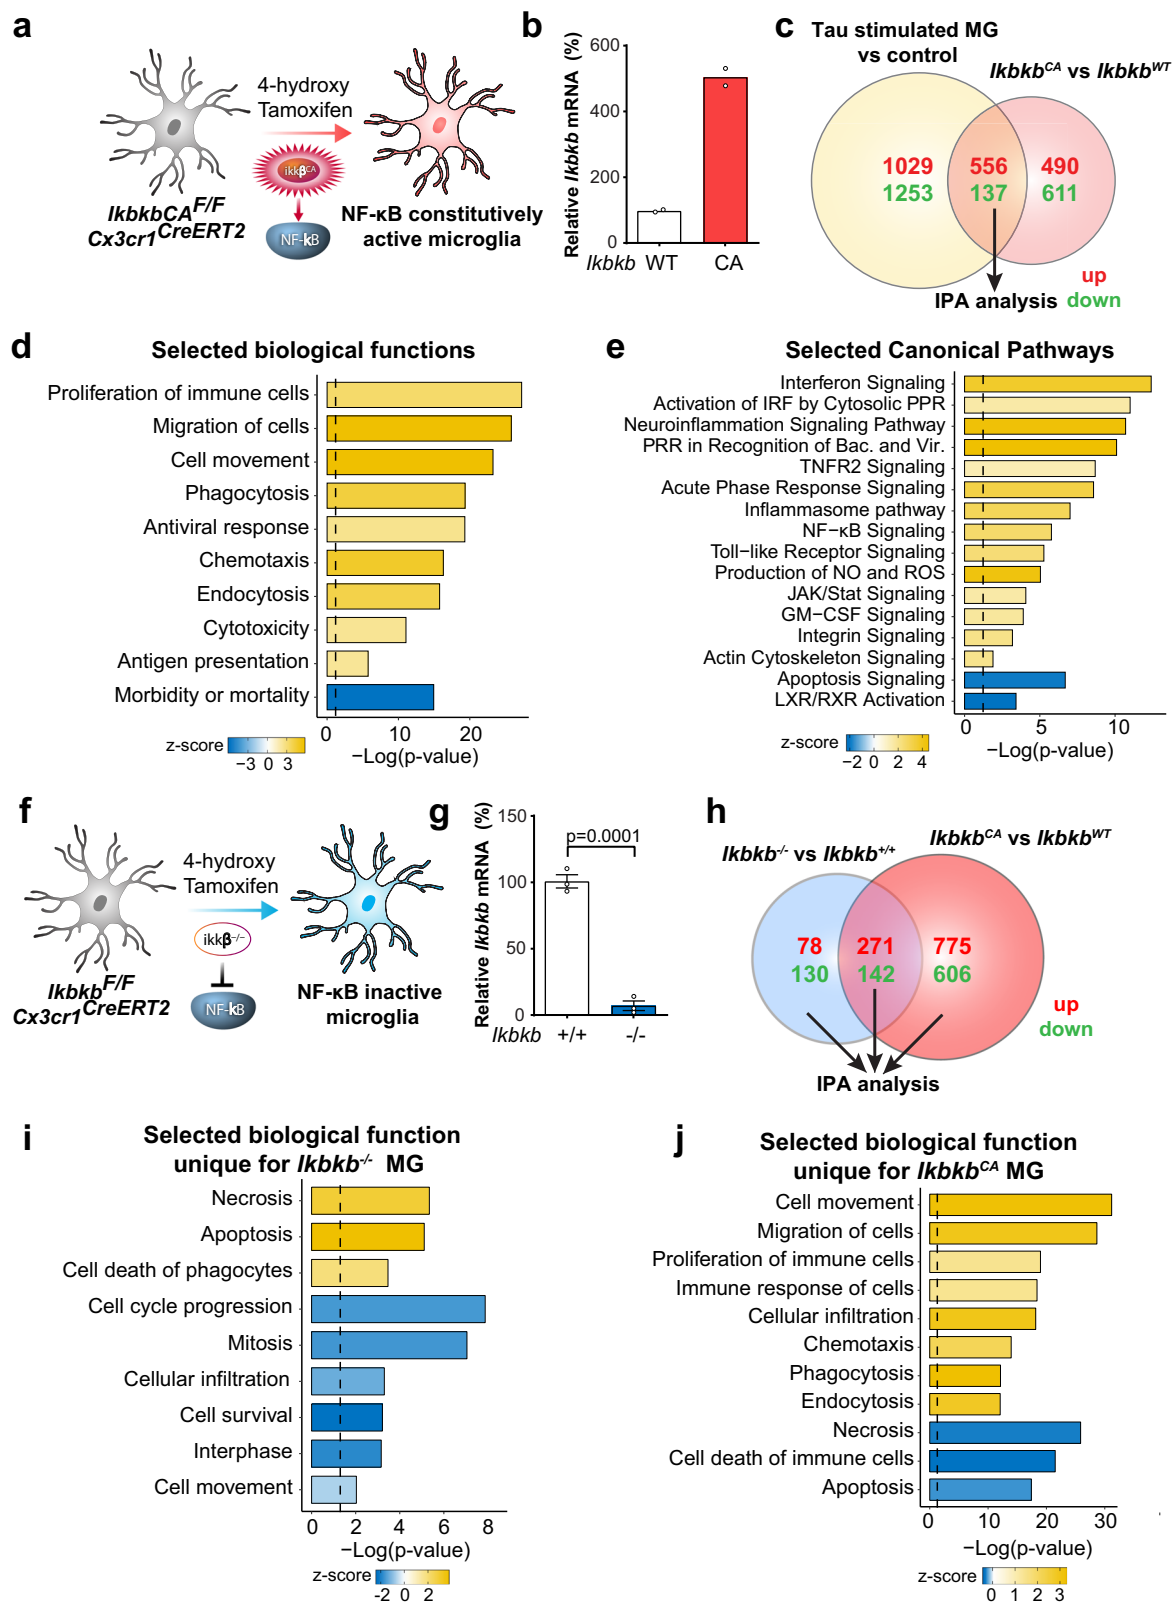 a
4-hydroxy
Tamoxifen
ikkβCA
NF-kB
IkbkbCA F/F
Cx3cr1 CreERT2
NF-κB constitutively
active microglia
b
Relative Ikbkb mRNA (%)
600
400
200
0
Ikbkb WT CA
c
Tau stimulated MG
vs control
IkbkbCA vs IkbkbWT
1029 556 490
1253 137 611
up
IPA analysis down
d
Selected biological functions
Proliferation of immune cells
Migration of cells
Cell movement
Phagocytosis
Antiviral response
Chemotaxis
Endocytosis
Cytotoxicity
Antigen presentation
Morbidity or mortality
0 10 20
−Log(p-value)
z-score
−3 0 3
e
Selected Canonical Pathways
Interferon Signaling
Activation of IRF by Cytosolic PPR
Neuroinflammation Signaling Pathway
PRR in Recognition of Bac. and Vir.
TNFR2 Signaling
Acute Phase Response Signaling
Inflammasome pathway
NF−κB Signaling
Toll−like Receptor Signaling
Production of NO and ROS
JAK/Stat Signaling
GM−CSF Signaling
Integrin Signaling
Actin Cytoskeleton Signaling
Apoptosis Signaling
LXR/RXR Activation
0 5 10
−Log(p-value)
z-score
−2 0 2 4
f
4-hydroxy
Tamoxifen
ikkβ−/−
NF-kB
Ikbkb F/F
Cx3cr1 CreERT2
NF-κB inactive
microglia
g
Relative Ikbkb mRNA (%)
150
100
50
0
p=0.0001
Ikbkb +/+ -/-
h
Ikbkb-/- vs Ikbkb+/+
IkbkbCA vs IkbkbWT
78 271 775
130 142 606
up
down
IPA analysis
i
Selected biological function
unique for Ikbkb-/- MG
Necrosis
Apoptosis
Cell death of phagocytes
Cell cycle progression
Mitosis
Cellular infiltration
Cell survival
Interphase
Cell movement
0 2 4 6 8
−Log(p-value)
z-score
-2 0 2
j
Selected biological function
unique for IkbkbCA MG
Cell movement
Migration of cells
Proliferation of immune cells
Immune response of cells
Cellular infiltration
Chemotaxis
Phagocytosis
Endocytosis
Necrosis
Cell death of immune cells
Apoptosis
0 10 20 30
−Log(p-value)
z-score
0 1 2 3